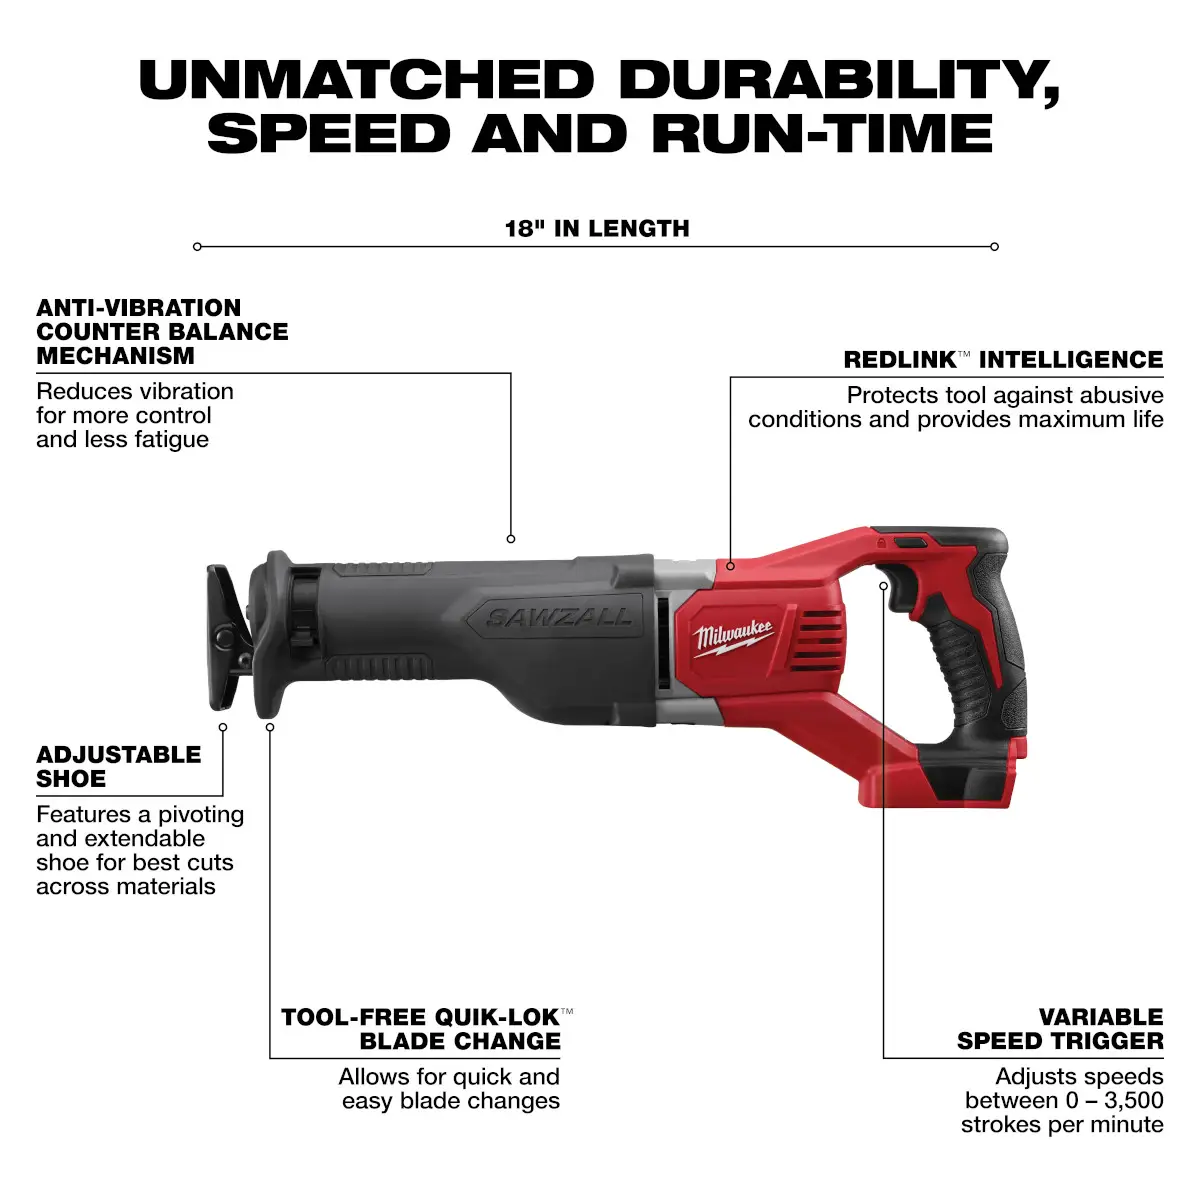 UNMATCHED DURABILITY,
SPEED AND RUN-TIME
18" IN LENGTH
ANTI-VIBRATION
COUNTER BALANCE
MECHANISM
Reduces vibration
for more control
and less fatigue
REDLINK™ INTELLIGENCE
Protects tool against abusive
conditions and provides maximum life
SAWZALL
Milwaukee
ADJUSTABLE
SHOE
Features a pivoting
and extendable
shoe for best cuts
across materials
TOOL-FREE QUIK-LOK™
BLADE CHANGE
Allows for quick and
easy blade changes
VARIABLE
SPEED TRIGGER
Adjusts speeds
between 0 – 3,500
strokes per minute